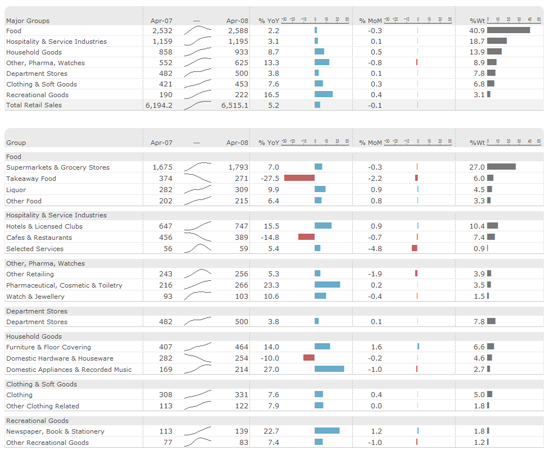 Major Groups Apr-07 — Apr-08 % YoY % MoM %Wt
Food 2,532 2,588 2.2 -0.3 40.9
Hospitality & Service Industries 1,159 1,195 3.1 0.1 18.7
Household Goods 858 933 8.7 0.5 13.9
Other, Pharma, Watches 552 625 13.3 -0.8 8.9
Department Stores 482 500 3.8 0.1 7.8
Clothing & Soft Goods 421 453 7.6 0.3 6.8
Recreational Goods 190 222 16.5 0.4 3.1
Total Retail Sales 6,194.2 6,515.1 5.2 -0.1
Group Apr-07 — Apr-08 % YoY % MoM %Wt
Food
Supermarkets & Grocery Stores 1,675 1,793 7.0 -0.3 27.0
Takeaway Food 374 271 -27.5 -2.2 6.0
Liquor 282 309 9.9 0.9 4.5
Other Food 202 215 6.4 0.8 3.3
Hospitality & Service Industries
Hotels & Licensed Clubs 647 747 15.5 0.9 10.4
Cafes & Restaurants 456 389 -14.8 -0.7 7.4
Selected Services 56 59 5.4 -4.8 0.9
Other, Pharma, Watches
Other Retailing 243 256 5.3 -1.9 3.9
Pharmaceutical, Cosmetic & Toiletry 216 266 23.3 0.2 3.5
Watch & Jewellery 93 103 10.6 -0.4 1.5
Department Stores
Department Stores 482 500 3.8 0.1 7.8
Household Goods
Furniture & Floor Covering 407 464 14.0 1.6 6.6
Domestic Hardware & Houseware 282 254 -10.0 -0.2 4.6
Domestic Appliances & Recorded Music 169 214 27.0 -1.0 2.7
Clothing & Soft Goods
Clothing 308 331 7.6 0.4 5.0
Other Clothing Related 113 122 7.9 0.0 1.8
Recreational Goods
Newspaper, Book & Stationery 113 139 22.7 1.2 1.8
Other Recreational Goods 77 83 7.4 -1.0 1.2